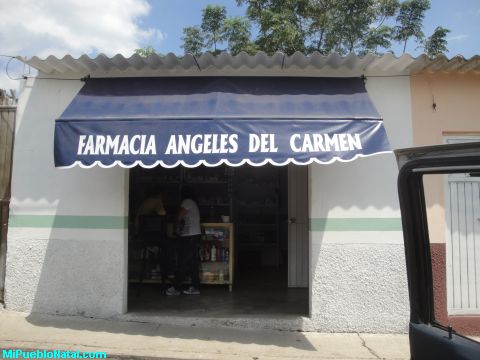 FARMACIA ANGELES DEL CARMEN
MiPuebloNatal.com